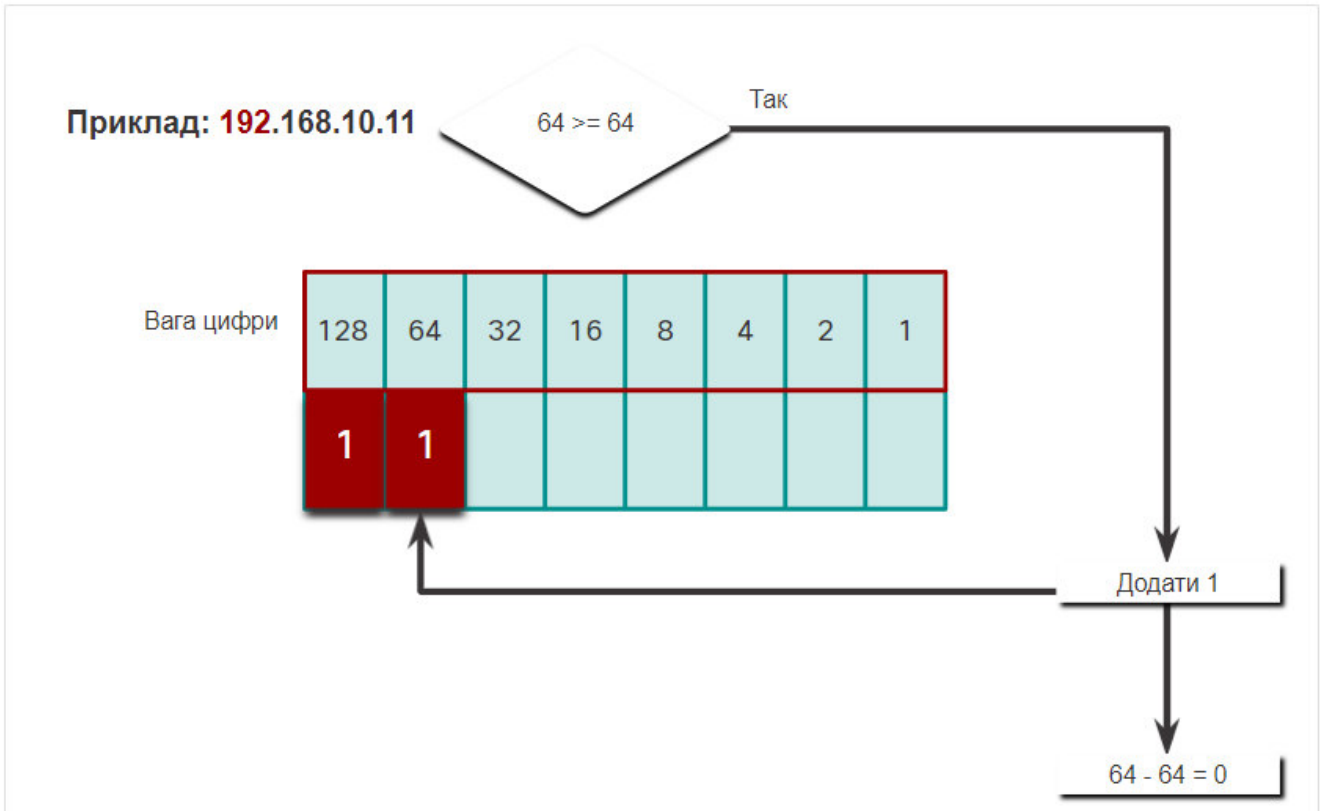 Приклад: 192.168.10.11
64 >= 64
Так
Вага цифри
128 64 32 16 8 4 2 1
1 1
Додати 1
64 - 64 = 0